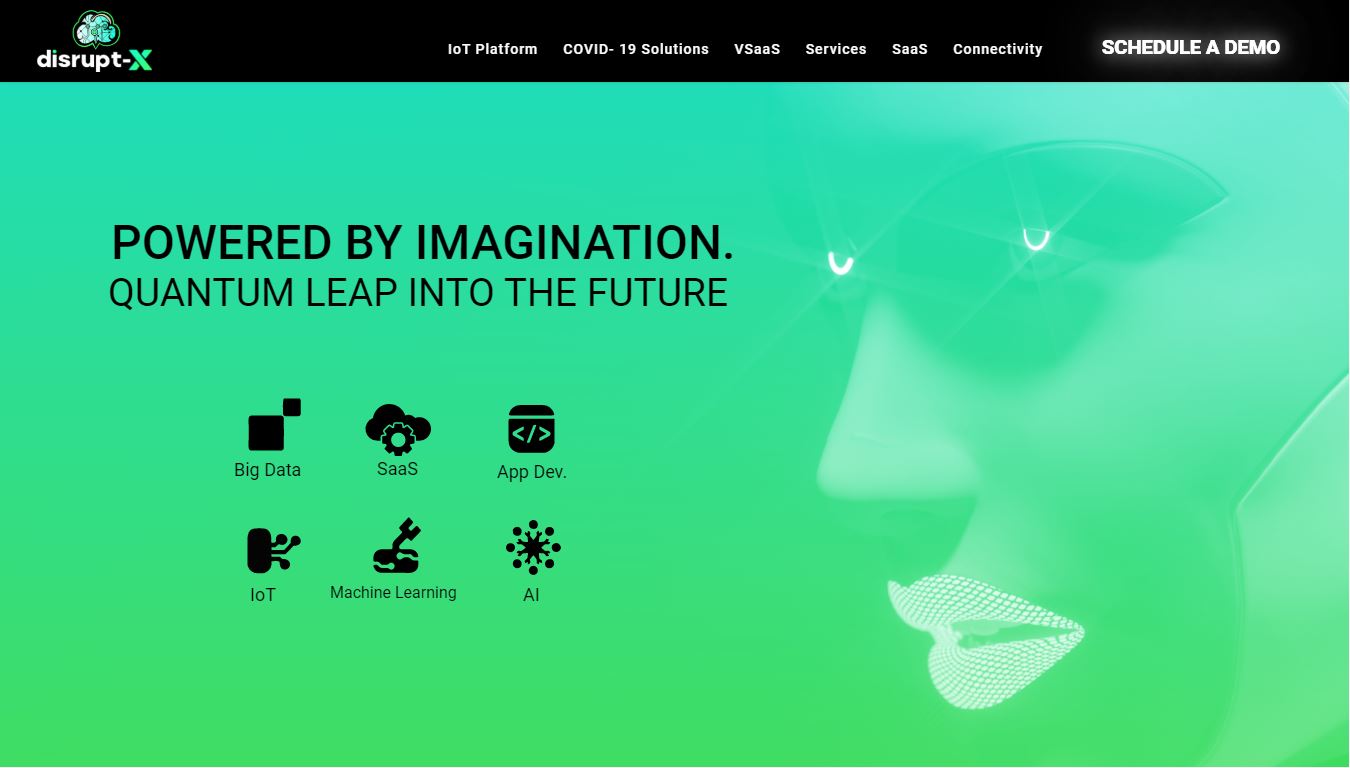 disrupt-X
IoT Platform COVID- 19 Solutions VSaaS Services SaaS Connectivity SCHEDULE A DEMO
POWERED BY IMAGINATION.
QUANTUM LEAP INTO THE FUTURE
Big Data SaaS App Dev.
</>
IoT Machine Learning AI